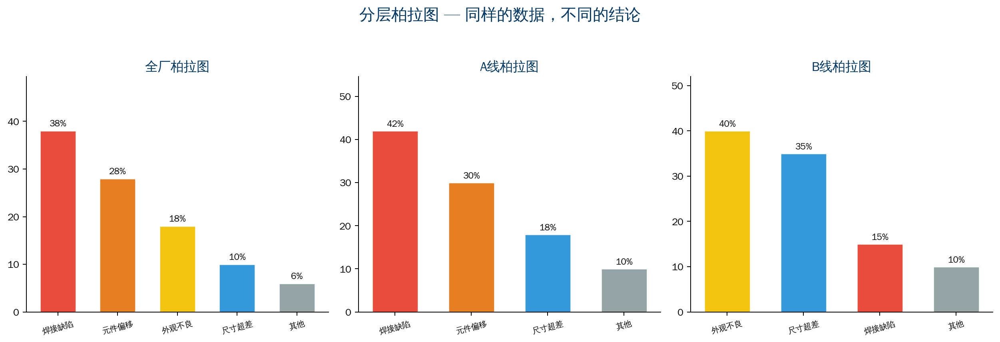 分层柏拉图 — 同样的数据，不同的结论
全厂柏拉图
40
30
20
10
0
38%
28%
18%
10%
6%
焊接缺陷
元件偏移
外观不良
尺寸超差
其他
A线柏拉图
50
40
30
20
10
0
42%
30%
18%
10%
焊接缺陷
元件偏移
尺寸超差
其他
B线柏拉图
50
40
30
20
10
0
40%
35%
15%
10%
外观不良
尺寸超差
焊接缺陷
其他